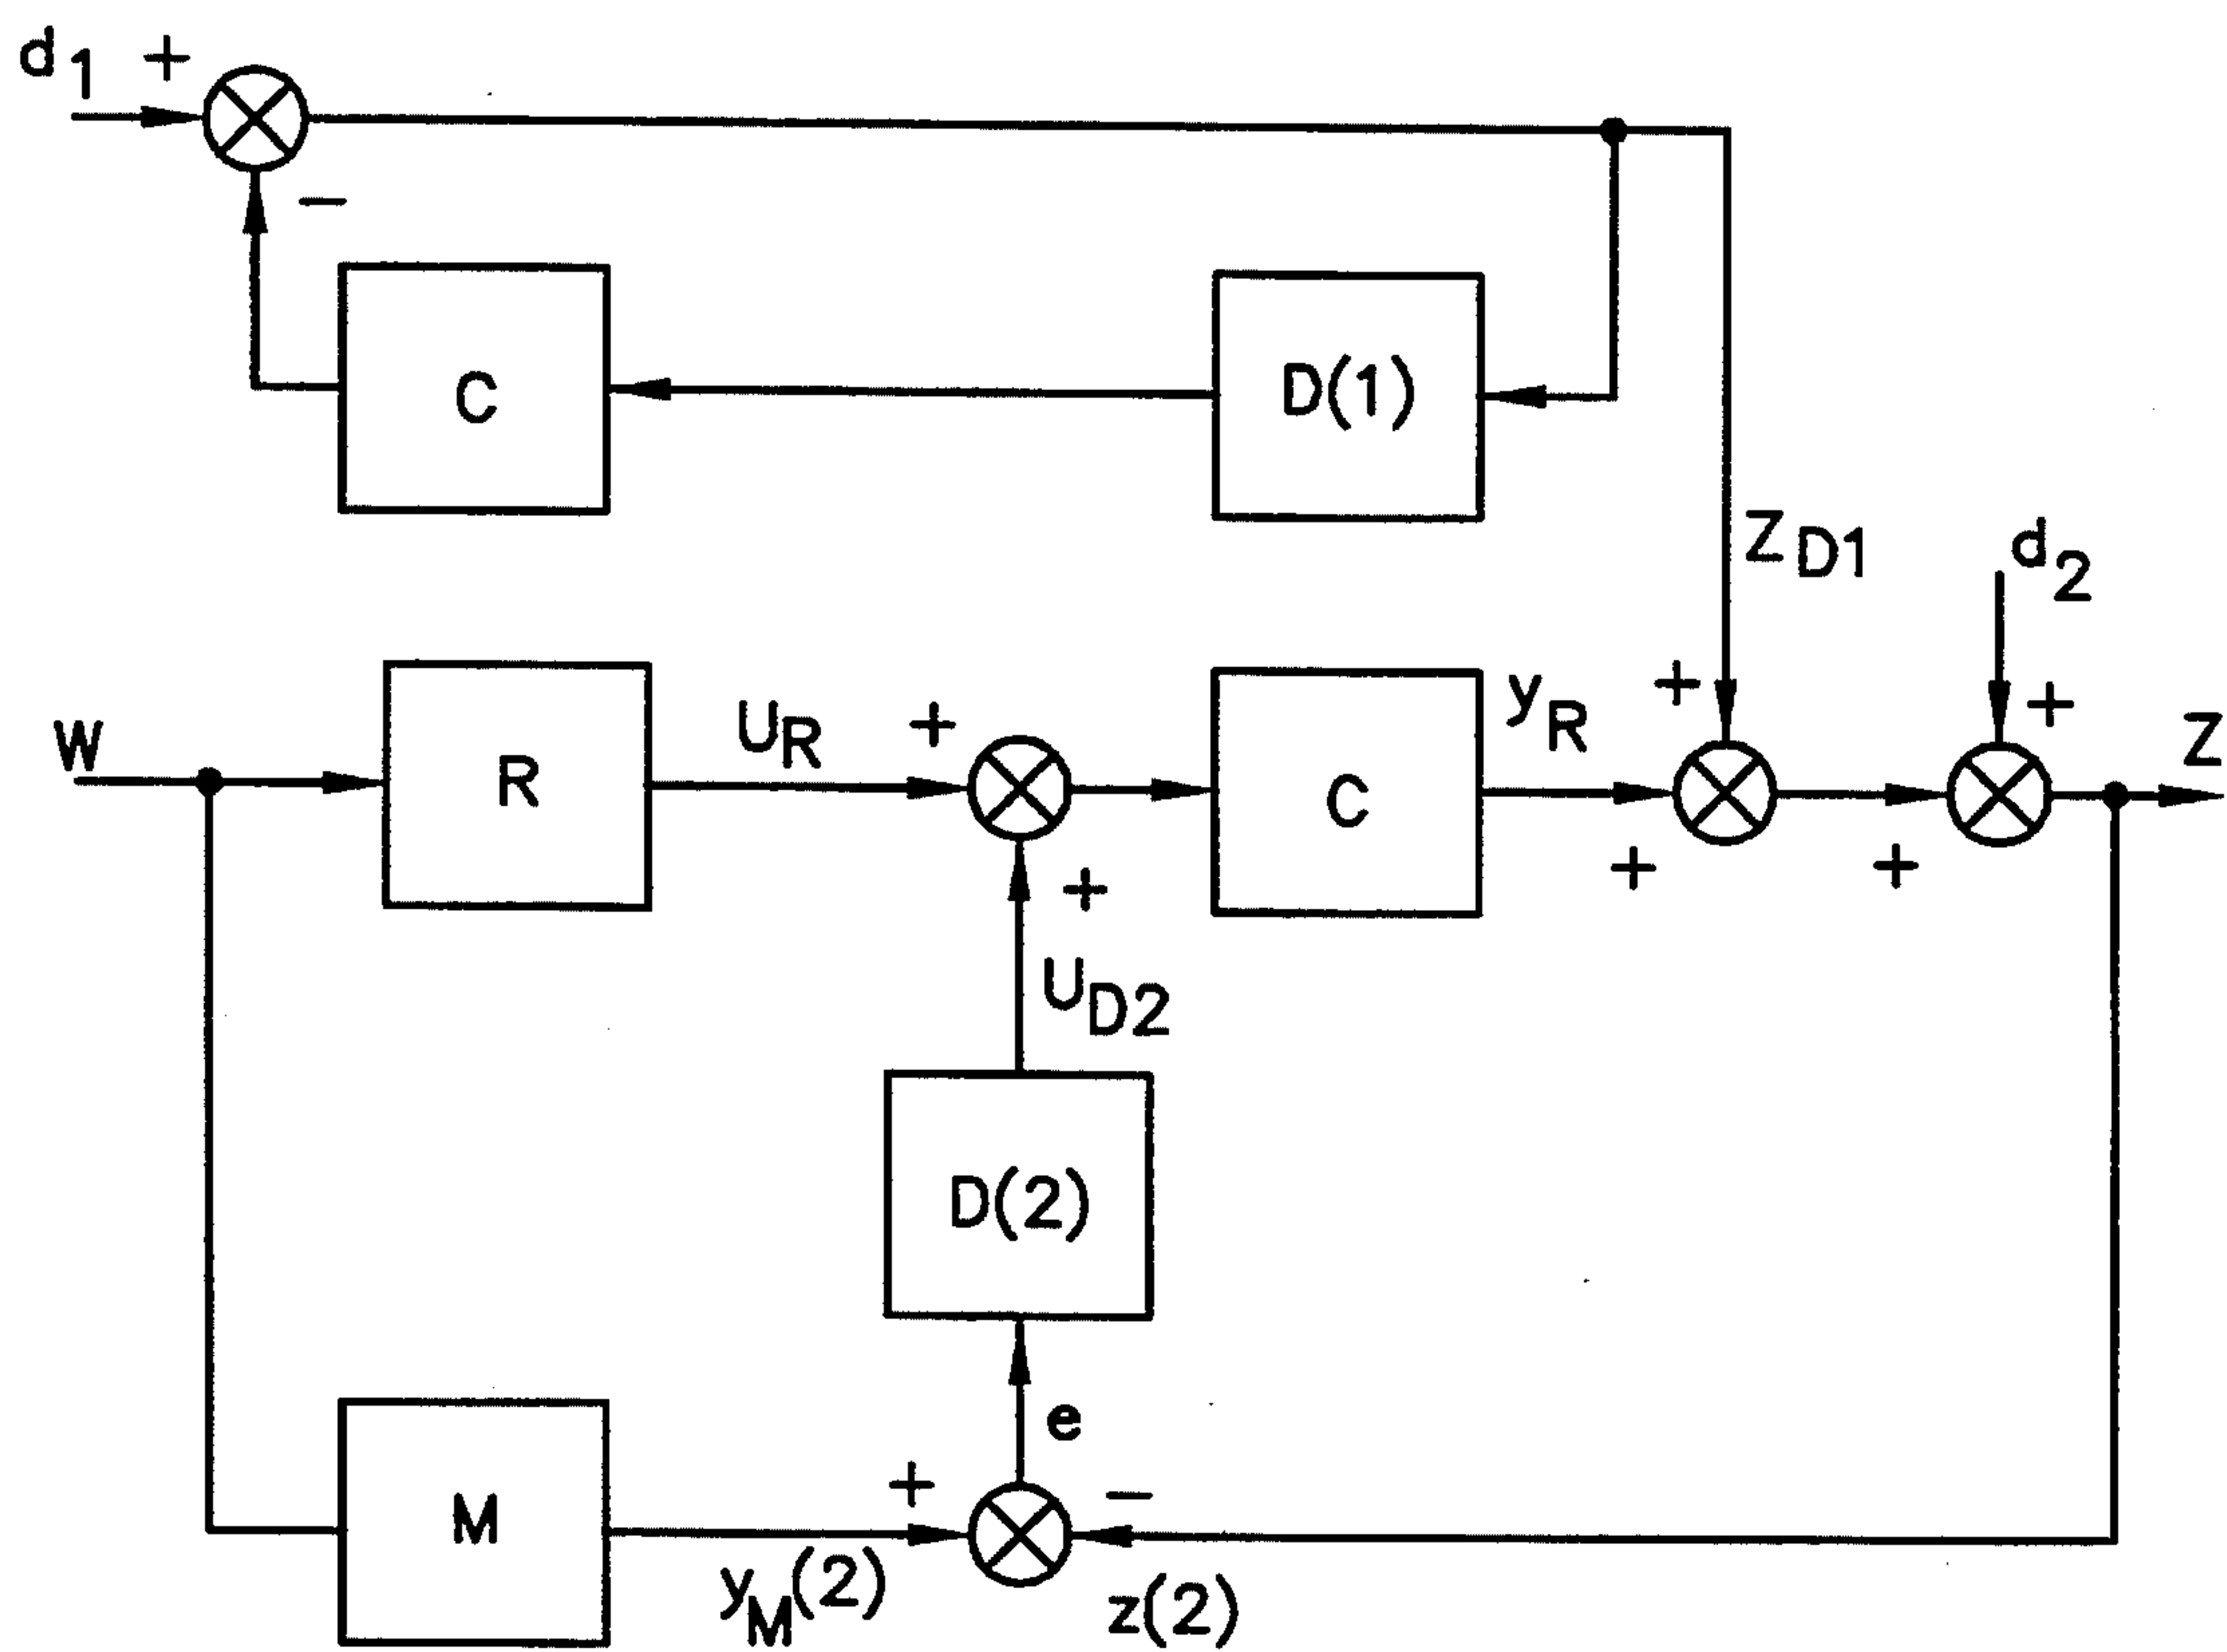 d1 +
−
C
D(1)
ZD1
d2
+
+
W
R
UR
+
C
yR
Z
+
+
+
UD2
D(2)
e
M
+
−
yM(2)
z(2)